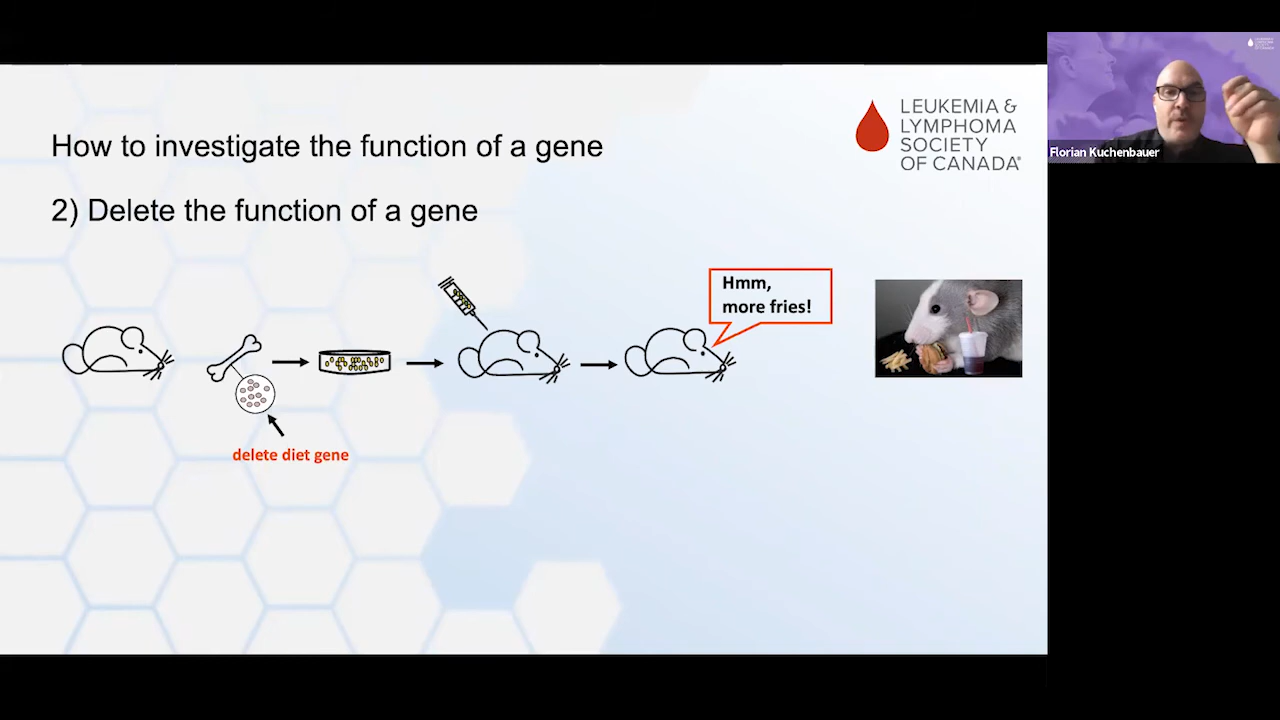 How to investigate the function of a gene
2) Delete the function of a gene
LEUKEMIA &
LYMPHOMA
SOCIETY
OF CANADA®
Hmm,
more fries!
delete diet gene
Florian Kuchenbauer